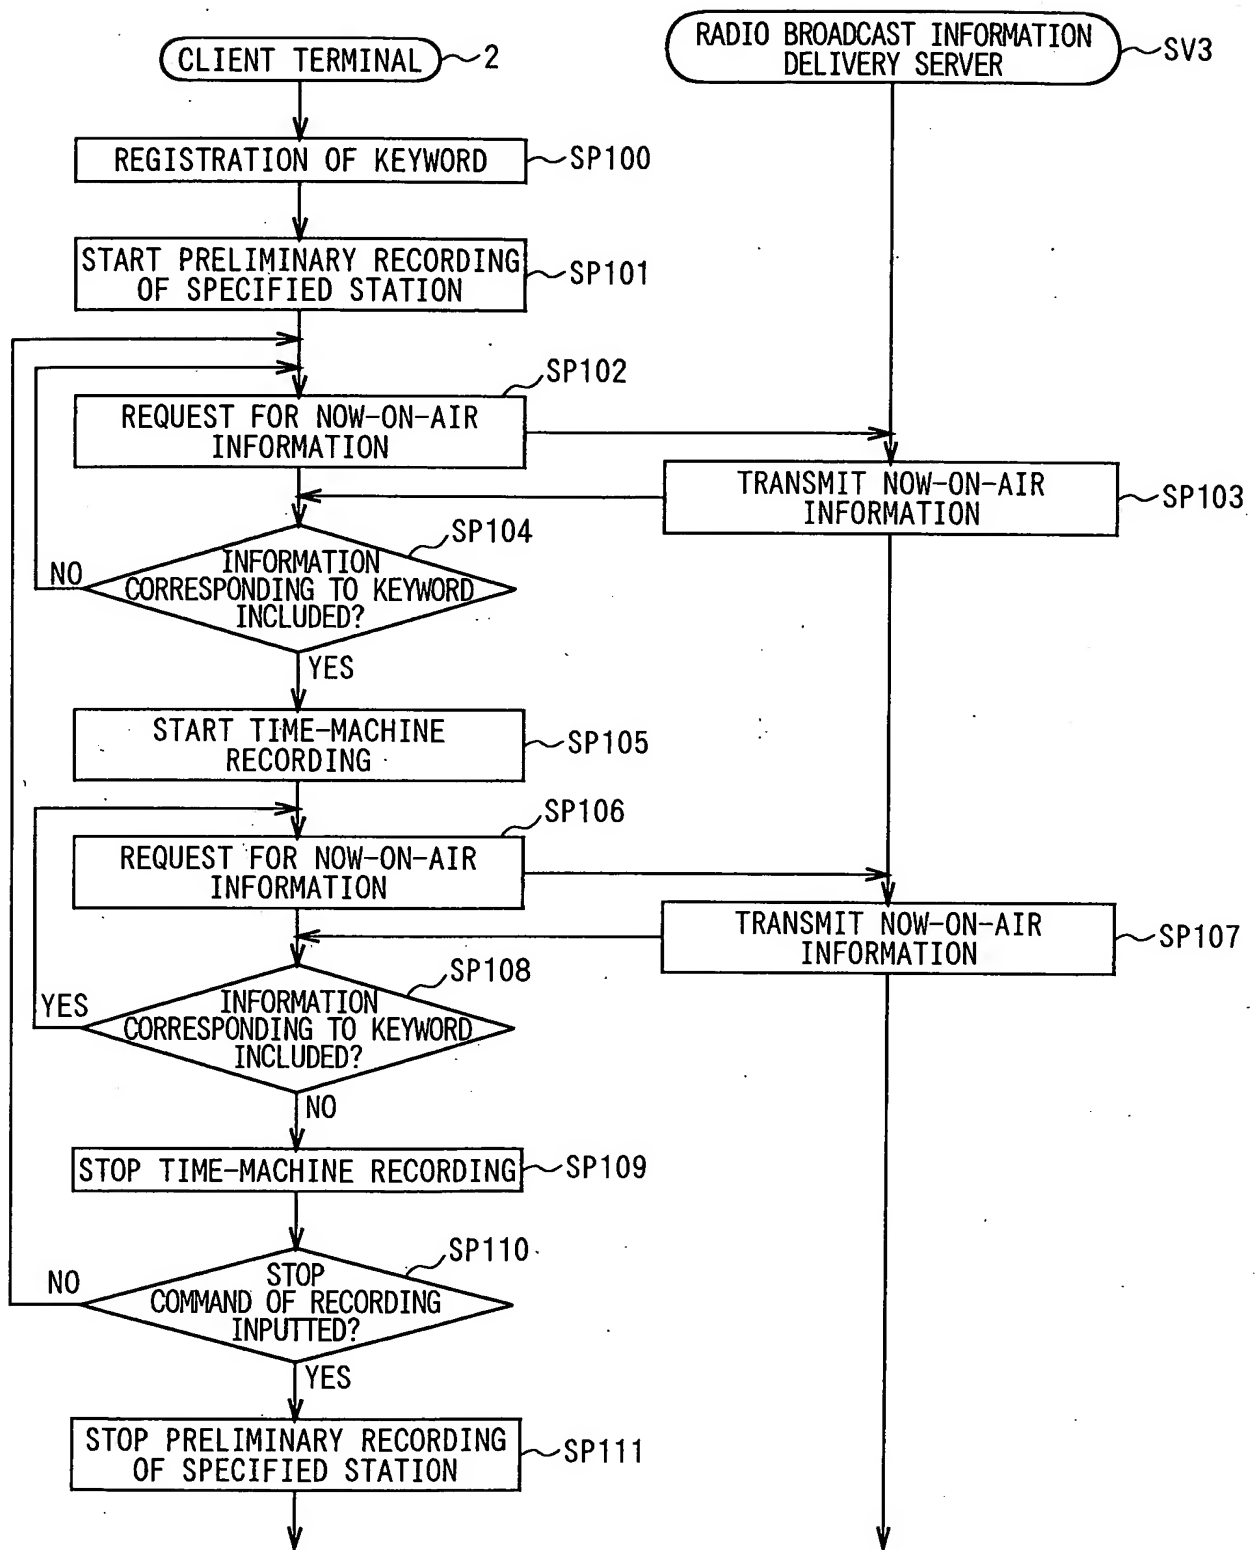 CLIENT TERMINAL
2
RADIO BROADCAST INFORMATION
DELIVERY SERVER
SV3
REGISTRATION OF KEYWORD
SP100
START PRELIMINARY RECORDING
OF SPECIFIED STATION
SP101
SP102
REQUEST FOR NOW-ON-AIR
INFORMATION
TRANSMIT NOW-ON-AIR
INFORMATION
SP103
SP104
INFORMATION
CORRESPONDING TO KEYWORD
INCLUDED?
NO
YES
START TIME-MACHINE
RECORDING
SP105
SP106
REQUEST FOR NOW-ON-AIR
INFORMATION
TRANSMIT NOW-ON-AIR
INFORMATION
SP107
SP108
INFORMATION
CORRESPONDING TO KEYWORD
INCLUDED?
YES
NO
STOP TIME-MACHINE RECORDING
SP109
SP110
STOP
COMMAND OF RECORDING
INPUTTED?
NO
YES
STOP PRELIMINARY RECORDING
OF SPECIFIED STATION
SP111